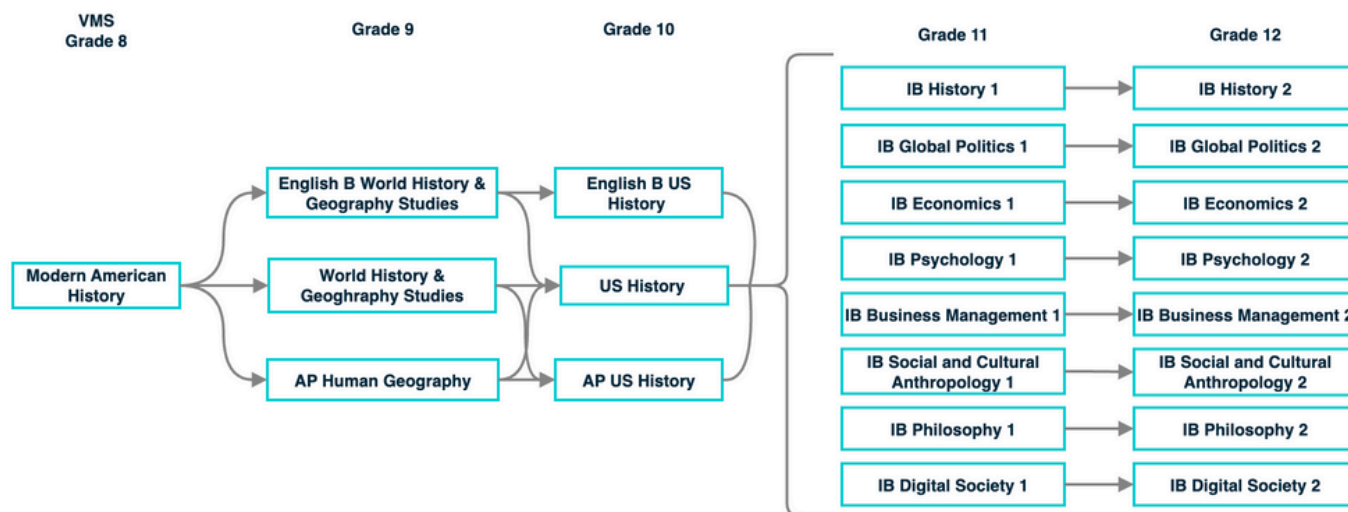 VMS
Grade 8
Grade 9
Grade 10
Grade 11
Grade 12
Modern American
History
English B World History &
Geography Studies
World History &
Geoghraphy Studies
AP Human Geography
English B US
History
US History
AP US History
IB History 1
IB History 2
IB Global Politics 1
IB Global Politics 2
IB Economics 1
IB Economics 2
IB Psychology 1
IB Psychology 2
IB Business Management 1
IB Business Management 2
IB Social and Cultural
Anthropology 1
IB Social and Cultural
Anthropology 2
IB Philosophy 1
IB Philosophy 2
IB Digital Society 1
IB Digital Society 2